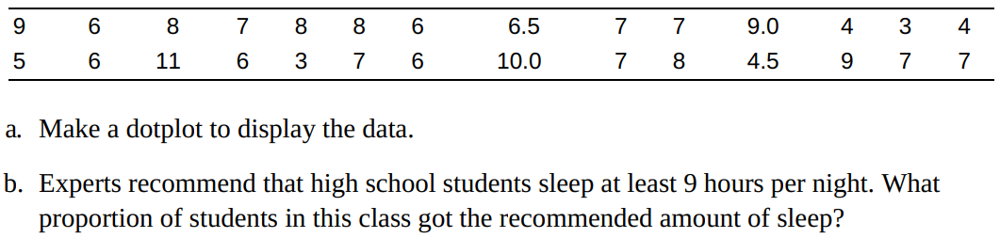 9 6 8 7 8 8 6 6.5 7 7 9.0 4 3 4
5 6 11 6 3 7 6 10.0 7 8 4.5 9 7 7
a. Make a dotplot to display the data.
b. Experts recommend that high school students sleep at least 9 hours per night. What
proportion of students in this class got the recommended amount of sleep?